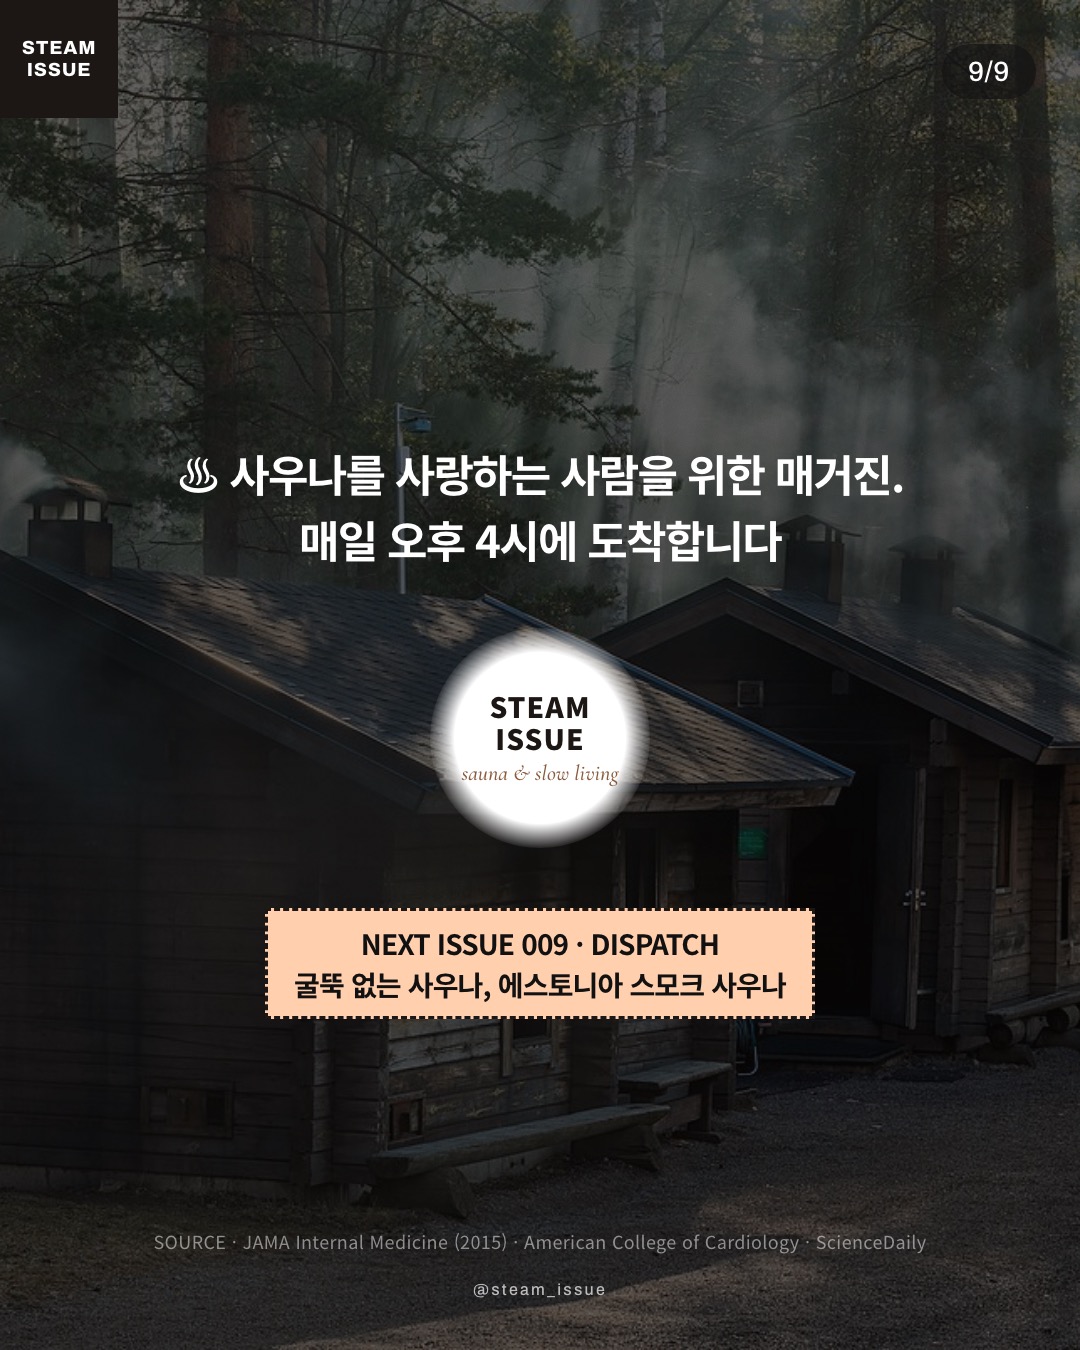 STEAM
ISSUE
9/9
♨ 사우나를 사랑하는 사람을 위한 매거진.
매일 오후 4시에 도착합니다
STEAM
ISSUE
sauna & slow living
NEXT ISSUE 009 · DISPATCH
굴뚝 없는 사우나, 에스토니아 스모크 사우나
SOURCE · JAMA Internal Medicine (2015) · American College of Cardiology · ScienceDaily
@steam_issue